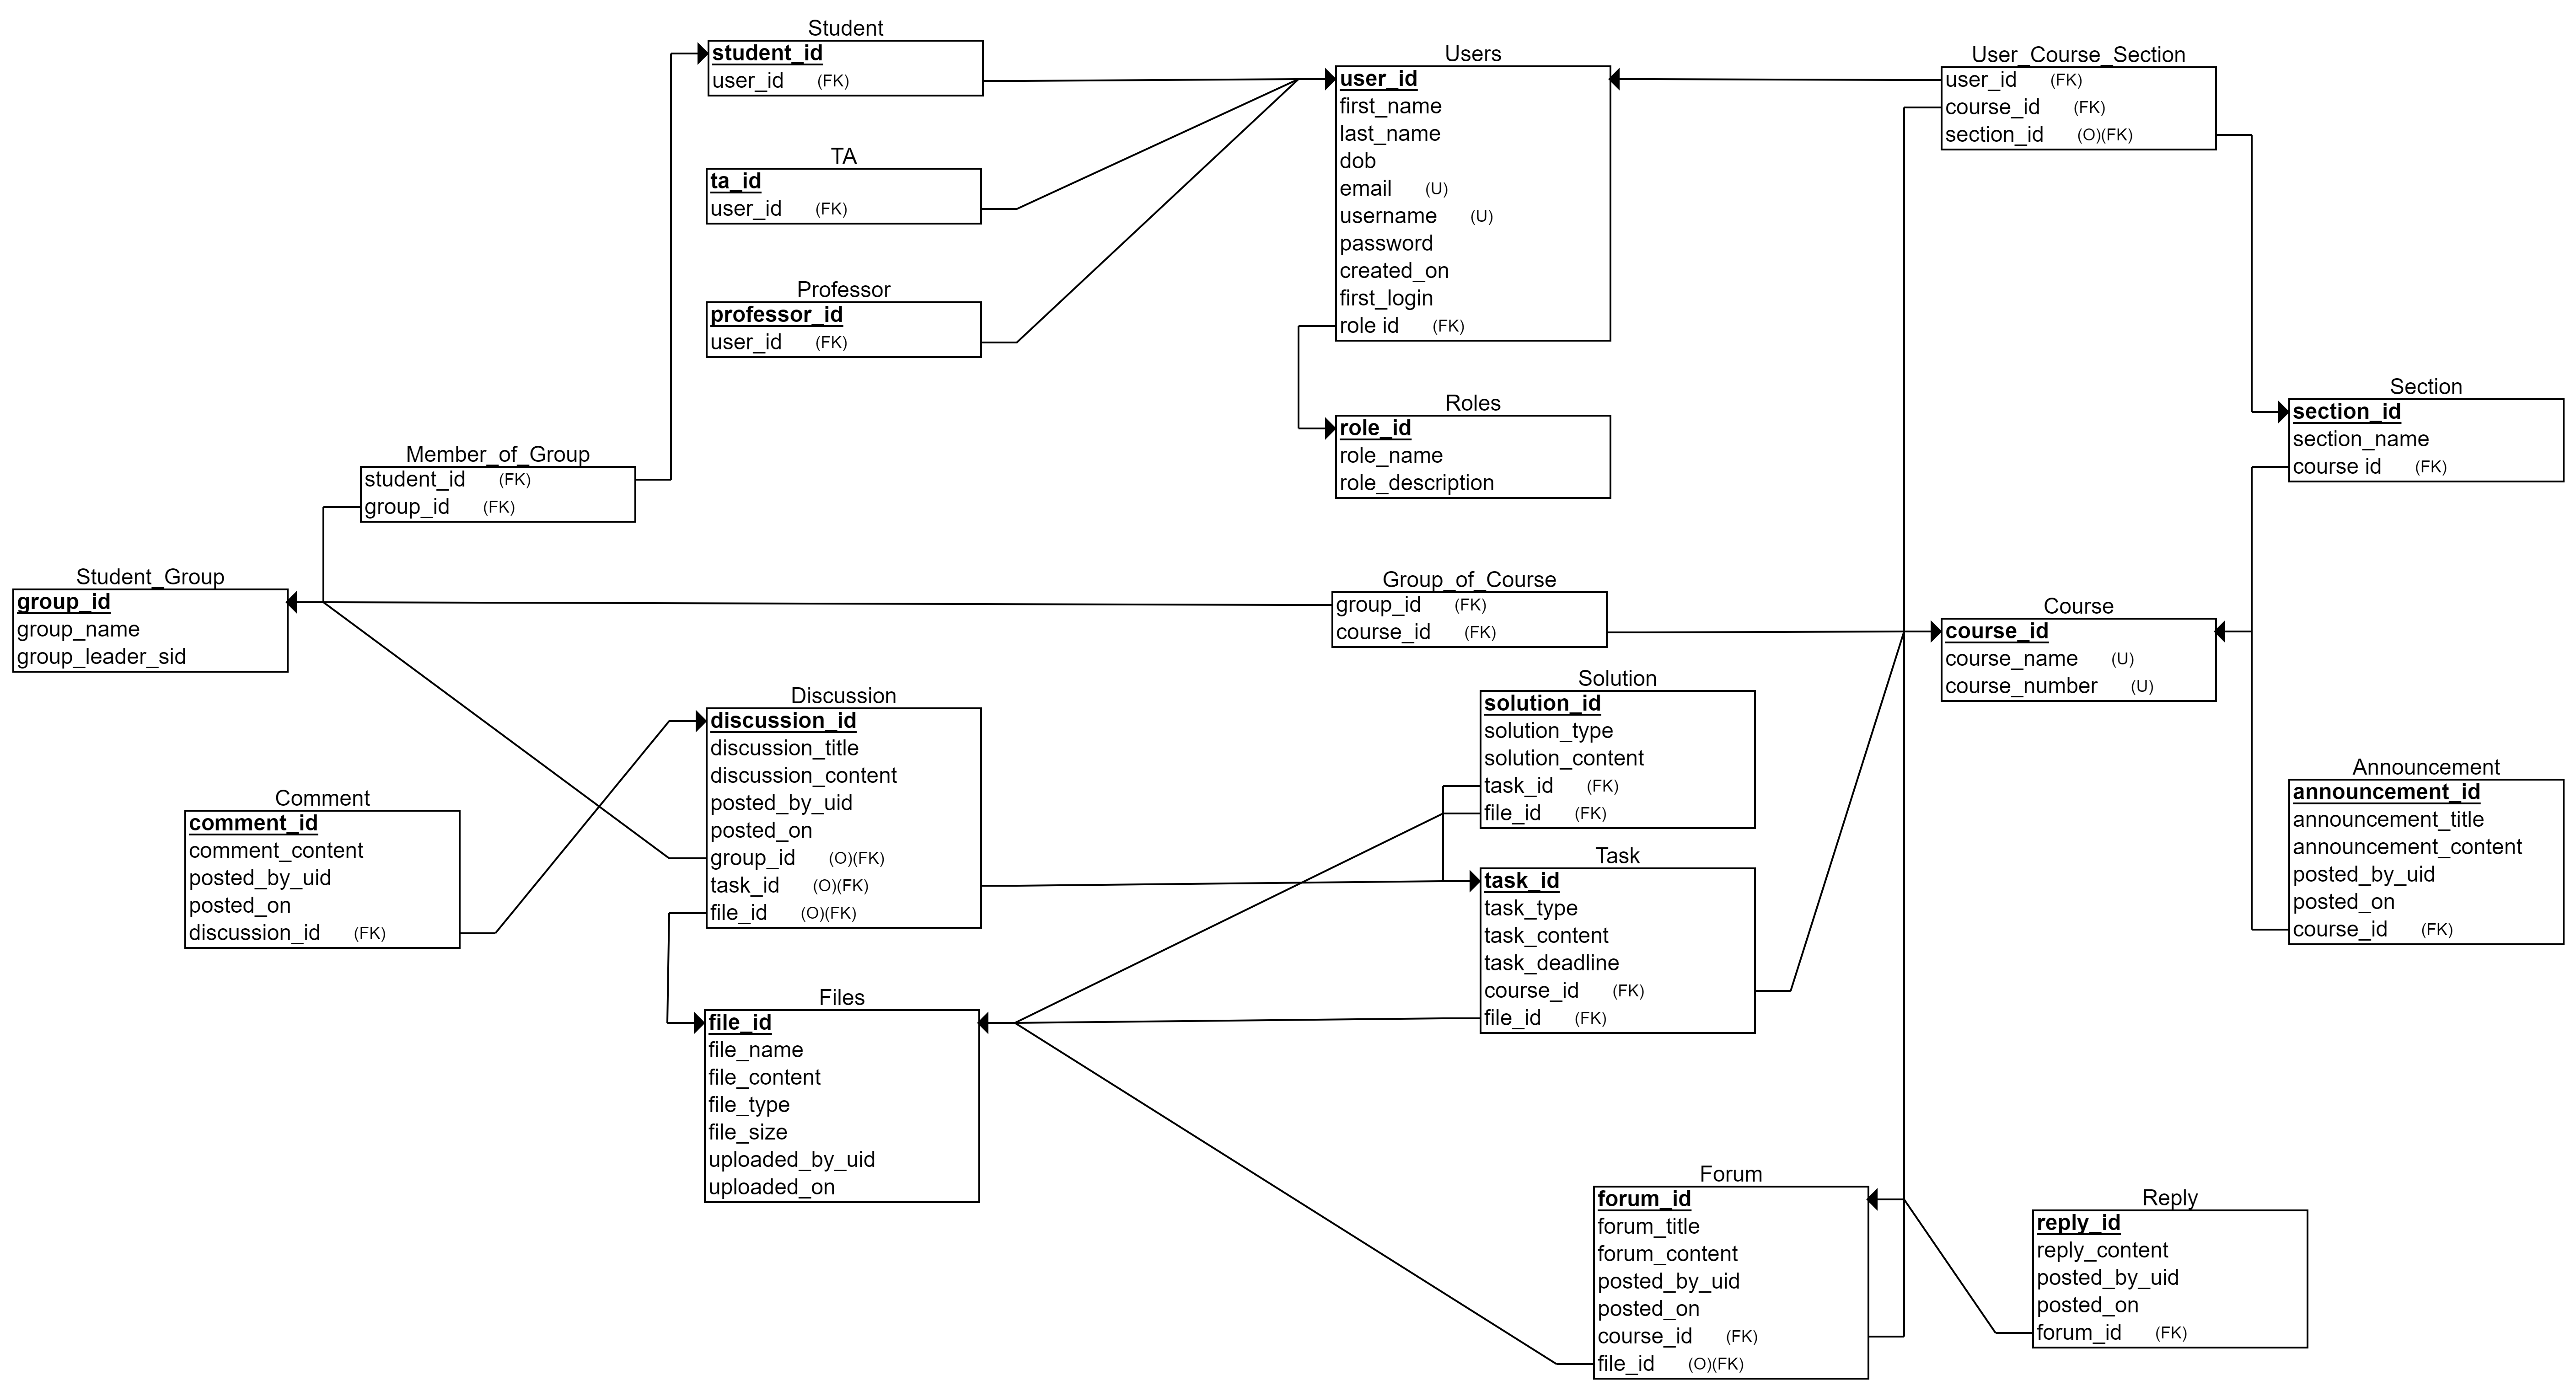 Student
student_id
user_id (FK)
Users
user_id
first_name
last_name
dob
email (U)
username (U)
password
created_on
first_login
role id (FK)
User_Course_Section
user_id (FK)
course_id (FK)
section_id (O)(FK)
TA
ta_id
user_id (FK)
Professor
professor_id
user_id (FK)
Roles
role_id
role_name
role_description
Section
section_id
section_name
course id (FK)
Member_of_Group
student_id (FK)
group_id (FK)
Student_Group
group_id
group_name
group_leader_sid
Group_of_Course
group_id (FK)
course_id (FK)
Course
course_id
course_name (U)
course_number (U)
Discussion
discussion_id
discussion_title
discussion_content
posted_by_uid
posted_on
group_id (O)(FK)
task_id (O)(FK)
file_id (O)(FK)
Solution
solution_id
solution_type
solution_content
task_id (FK)
file_id (FK)
Comment
comment_id
comment_content
posted_by_uid
posted_on
discussion_id (FK)
Task
task_id
task_type
task_content
task_deadline
course_id (FK)
file_id (FK)
Announcement
announcement_id
announcement_title
announcement_content
posted_by_uid
posted_on
course_id (FK)
Files
file_id
file_name
file_content
file_type
file_size
uploaded_by_uid
uploaded_on
Forum
forum_id
forum_title
forum_content
posted_by_uid
posted_on
course_id (FK)
file_id (O)(FK)
Reply
reply_id
reply_content
posted_by_uid
posted_on
forum_id (FK)